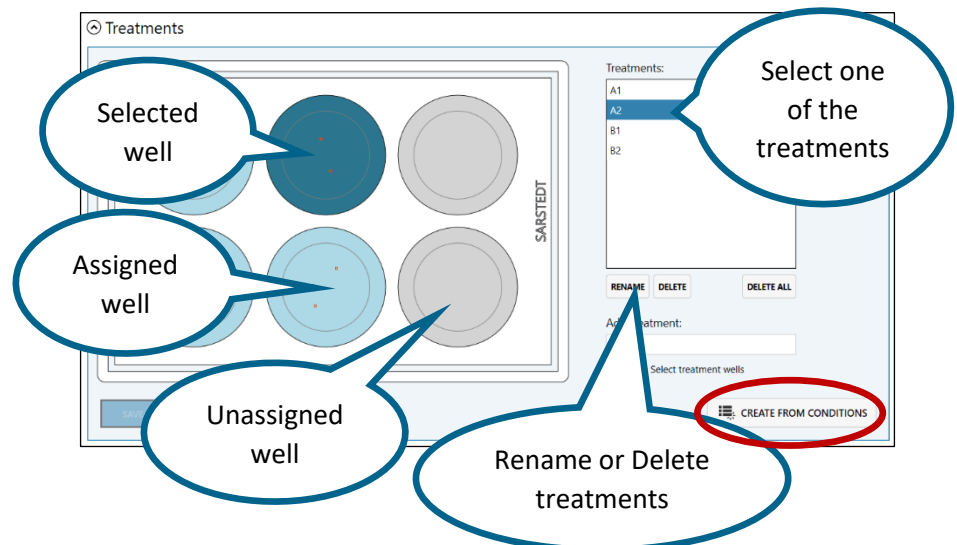 Treatments
Selected
well
Assigned
well
Unassigned
well
SARSTEDT
Treatments:
A1
A2
B1
B2
Select one
of the
treatments
RENAME
DELETE
DELETE ALL
Select treatment wells
CREATE FROM CONDITIONS
Rename or Delete
treatments